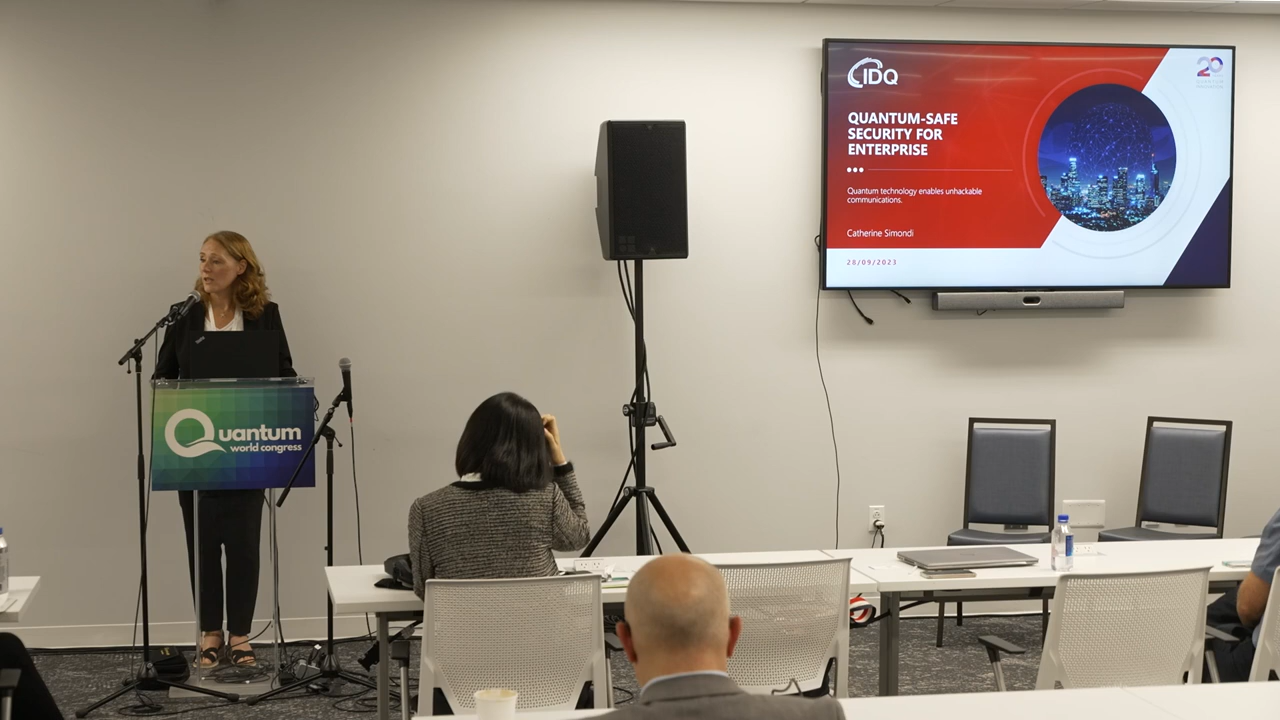 IDQ
20
QUANTUM-SAFE
SECURITY FOR
ENTERPRISE
Quantum technology enables unhackable
communications.
Catherine Simondi
28/09/2023
Quantum
world congress